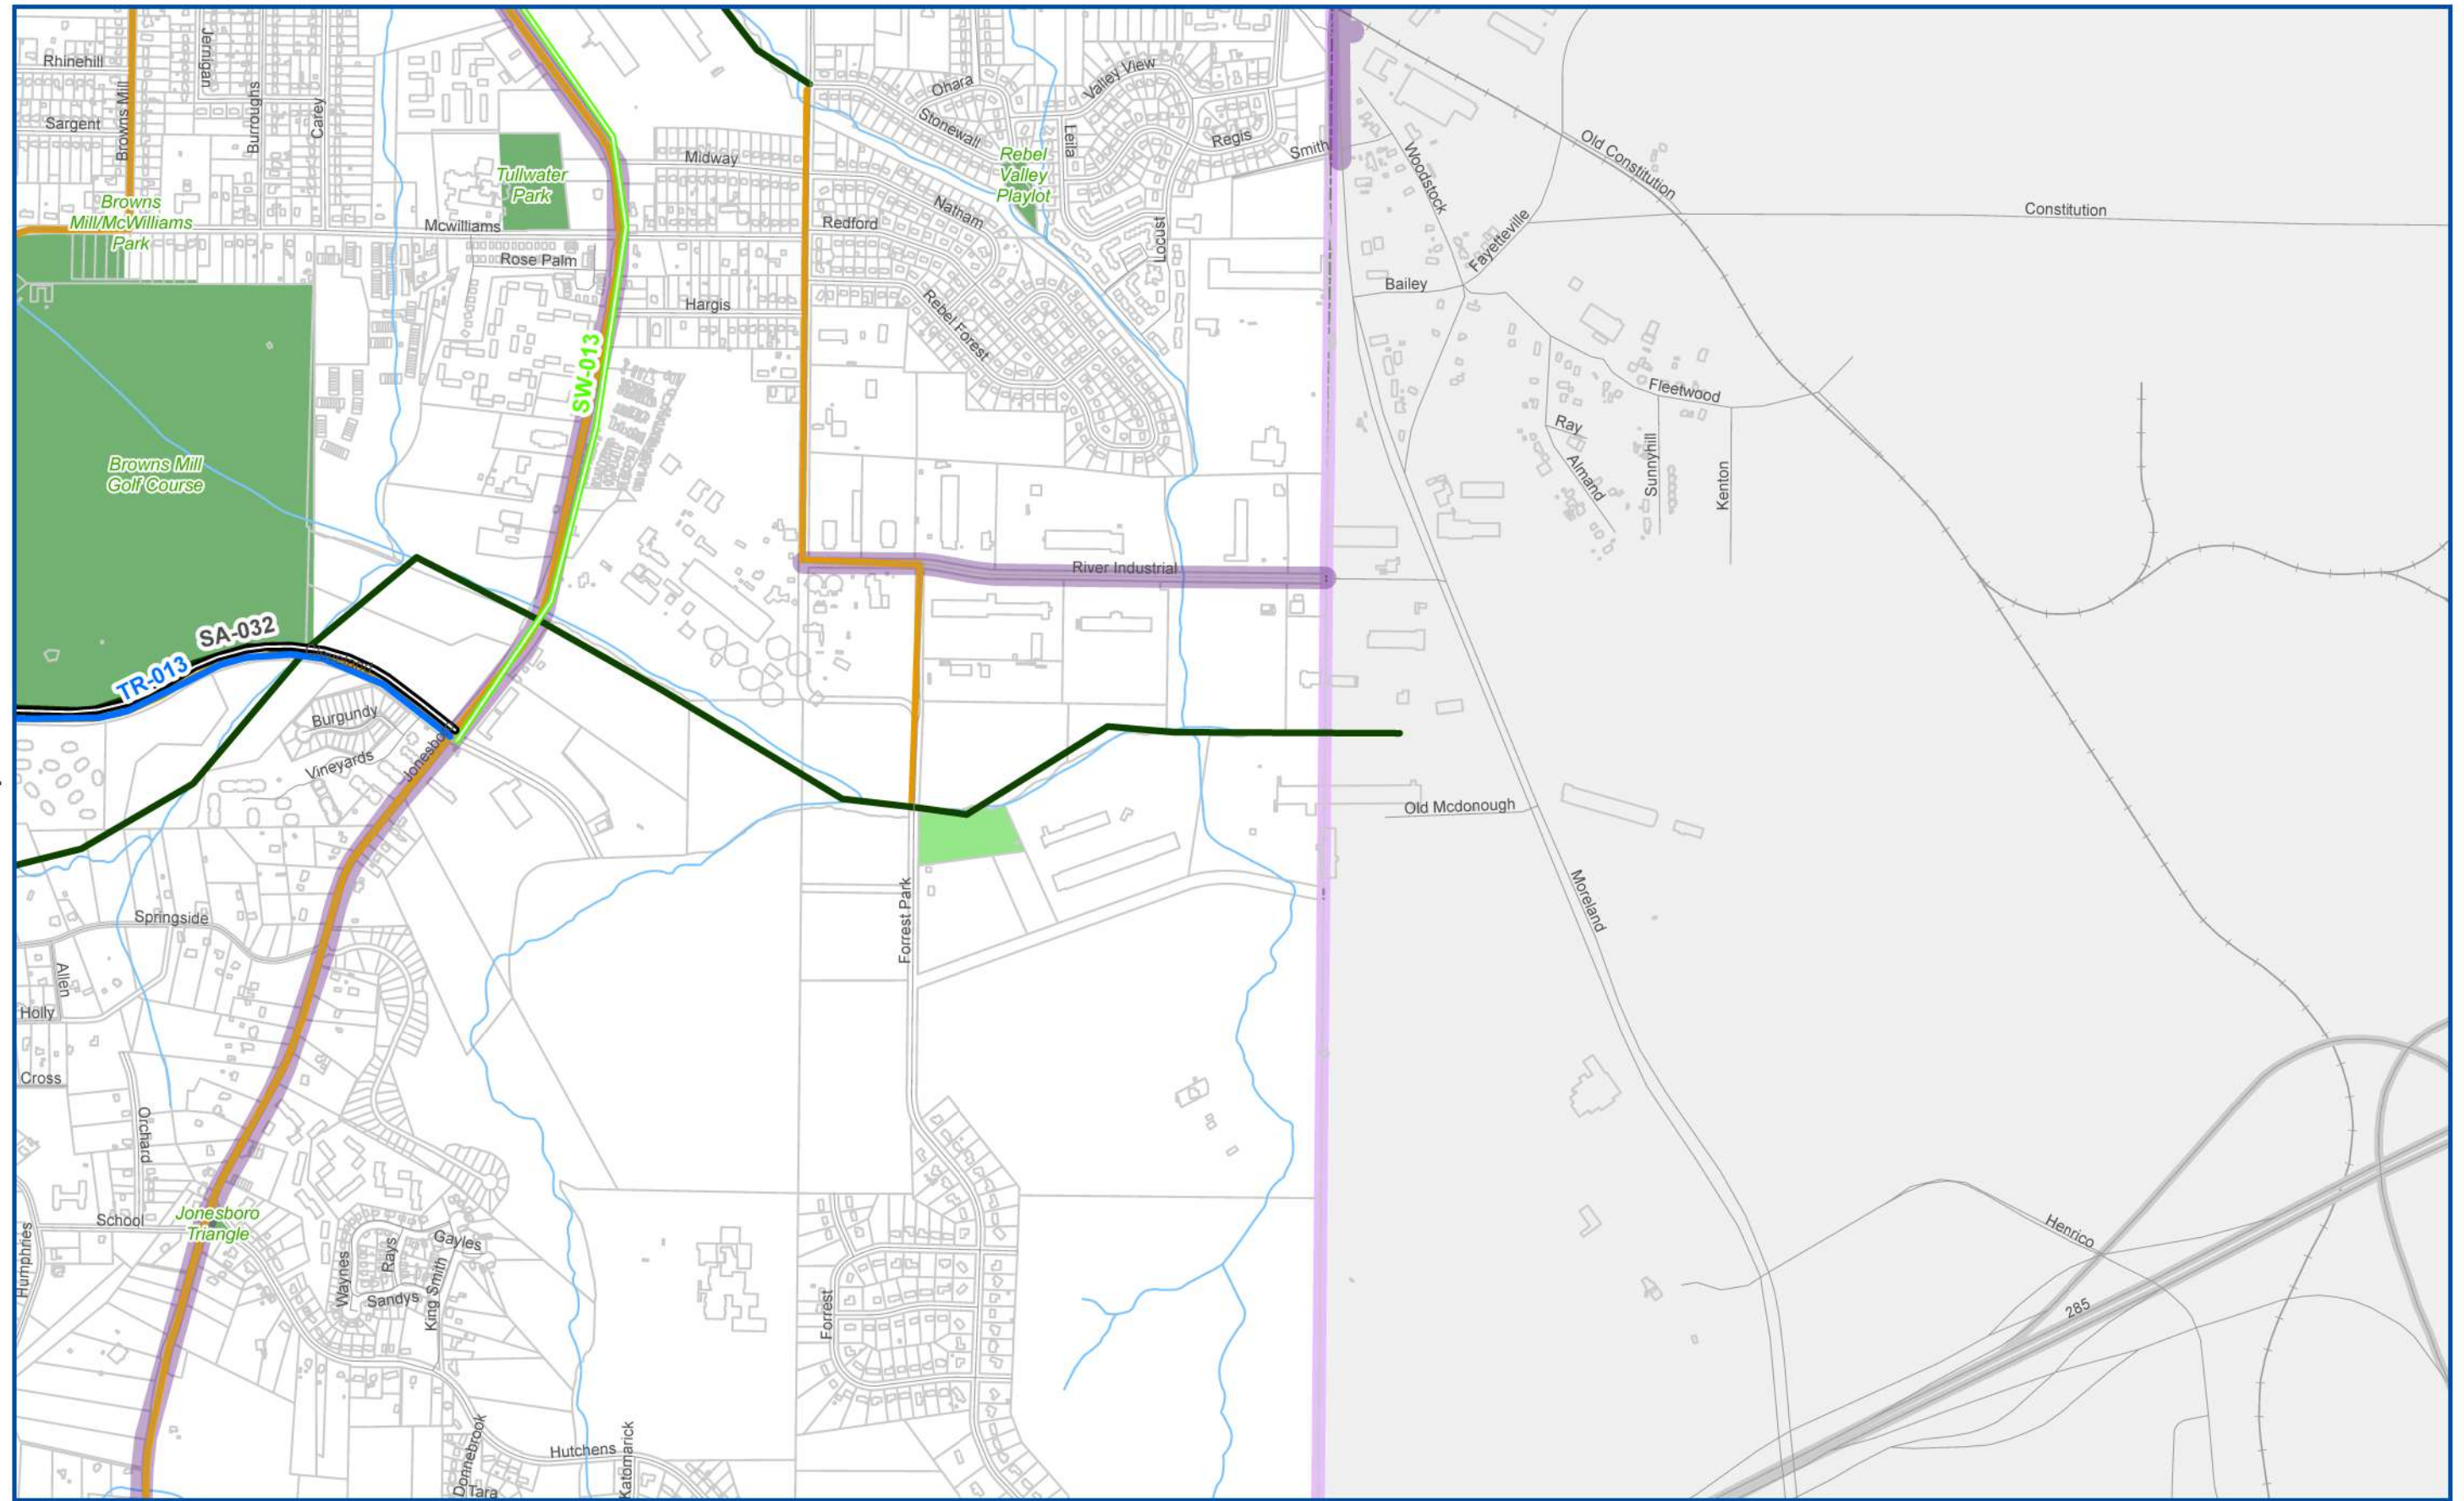 Jernigan
Rhinehill
Browns Mill
Burroughs
Carey
Sargent
Ohara
Valley View
Stonewall
Leila
Regis
Smith
Midway
Tullwater
Park
Rebel
Valley
Playlot
Old Constitution
Woodstock
Browns
Mill/McWilliams
Park
Mcwilliams
Redford
Natham
Locust
Fayetteville
Constitution
Rose Palm
Hargis
Bailey
Rebel Forest
SW-013
Fleetwood
Ray
Almand
Sunnyhill
Kenton
Browns Mill
Golf Course
River Industrial
SA-032
TR-013
Burgundy
Vineyards
Jonesboro
Old Mcdonough
Moreland
Forrest Park
Springside
Allen
Holly
Cross
Orchard
School
Jonesboro
Triangle
Humphries
Waynes
Rays
Gayles
Sandys
King Smith
Forrest
Henrico
285
Donnebrook
Hutchens
Katomarick
Tara